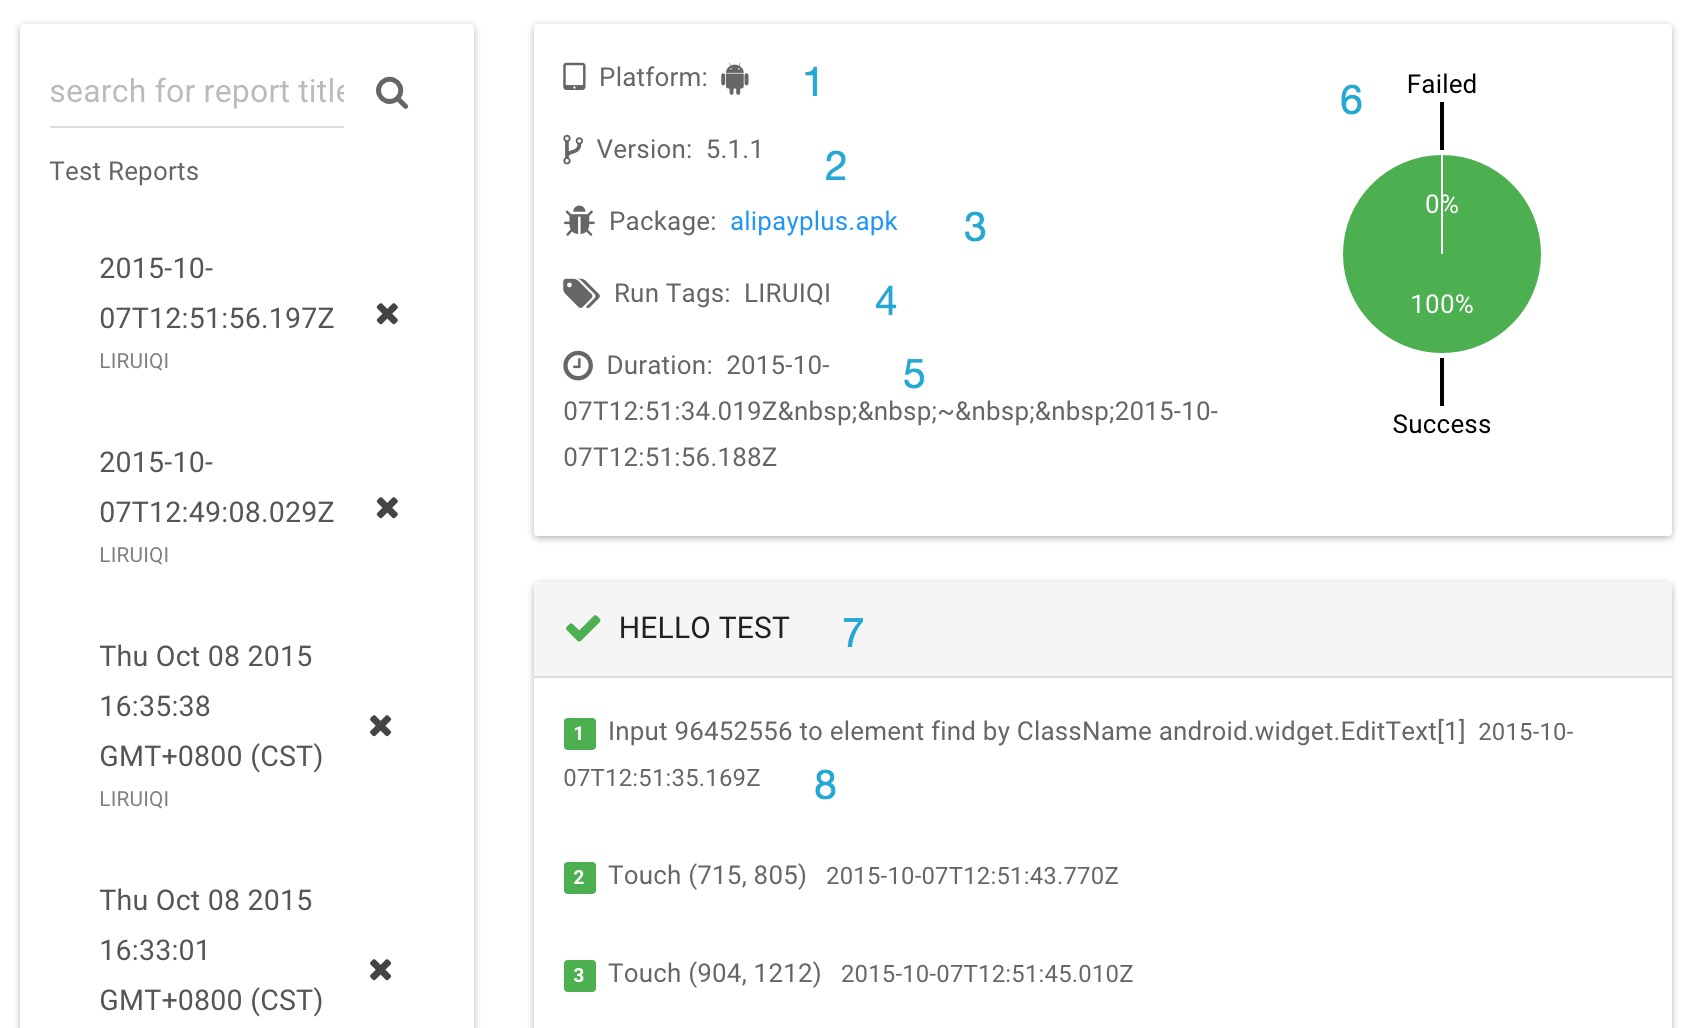 search for report title
Test Reports
2015-10-
07T12:51:56.197Z
LIRUIQI
2015-10-
07T12:49:08.029Z
LIRUIQI
Thu Oct 08 2015
16:35:38
GMT+0800 (CST)
LIRUIQI
Thu Oct 08 2015
16:33:01
GMT+0800 (CST)
Platform: 1
Version: 5.1.1 2
Package: alipayplus.apk 3
Run Tags: LIRUIQI 4
Duration: 2015-10- 5
07T12:51:34.019Z&nbsp;&nbsp;~&nbsp;&nbsp;2015-10-
07T12:51:56.188Z
6 Failed
0%
100%
Success
HELLO TEST 7
1 Input 96452556 to element find by ClassName android.widget.EditText[1] 2015-10-
07T12:51:35.169Z 8
2 Touch (715, 805) 2015-10-07T12:51:43.770Z
3 Touch (904, 1212) 2015-10-07T12:51:45.010Z